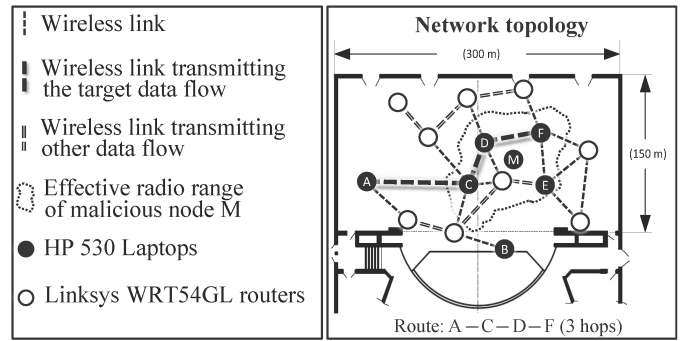 Wireless link
Wireless link transmitting
the target data flow
Wireless link transmitting
other data flow
Effective radio range
of malicious node M
HP 530 Laptops
Linksys WRT54GL routers
Network topology
(300 m)
(150 m)
D
F
M
A
C
E
B
Route: A – C – D – F (3 hops)